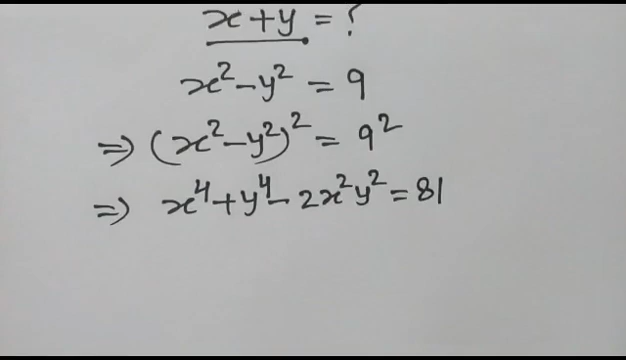 x+y = ?
x²-y² = 9
⇒ (x²-y²)² = 9²
⇒ x⁴+y⁴-2x²y² = 81